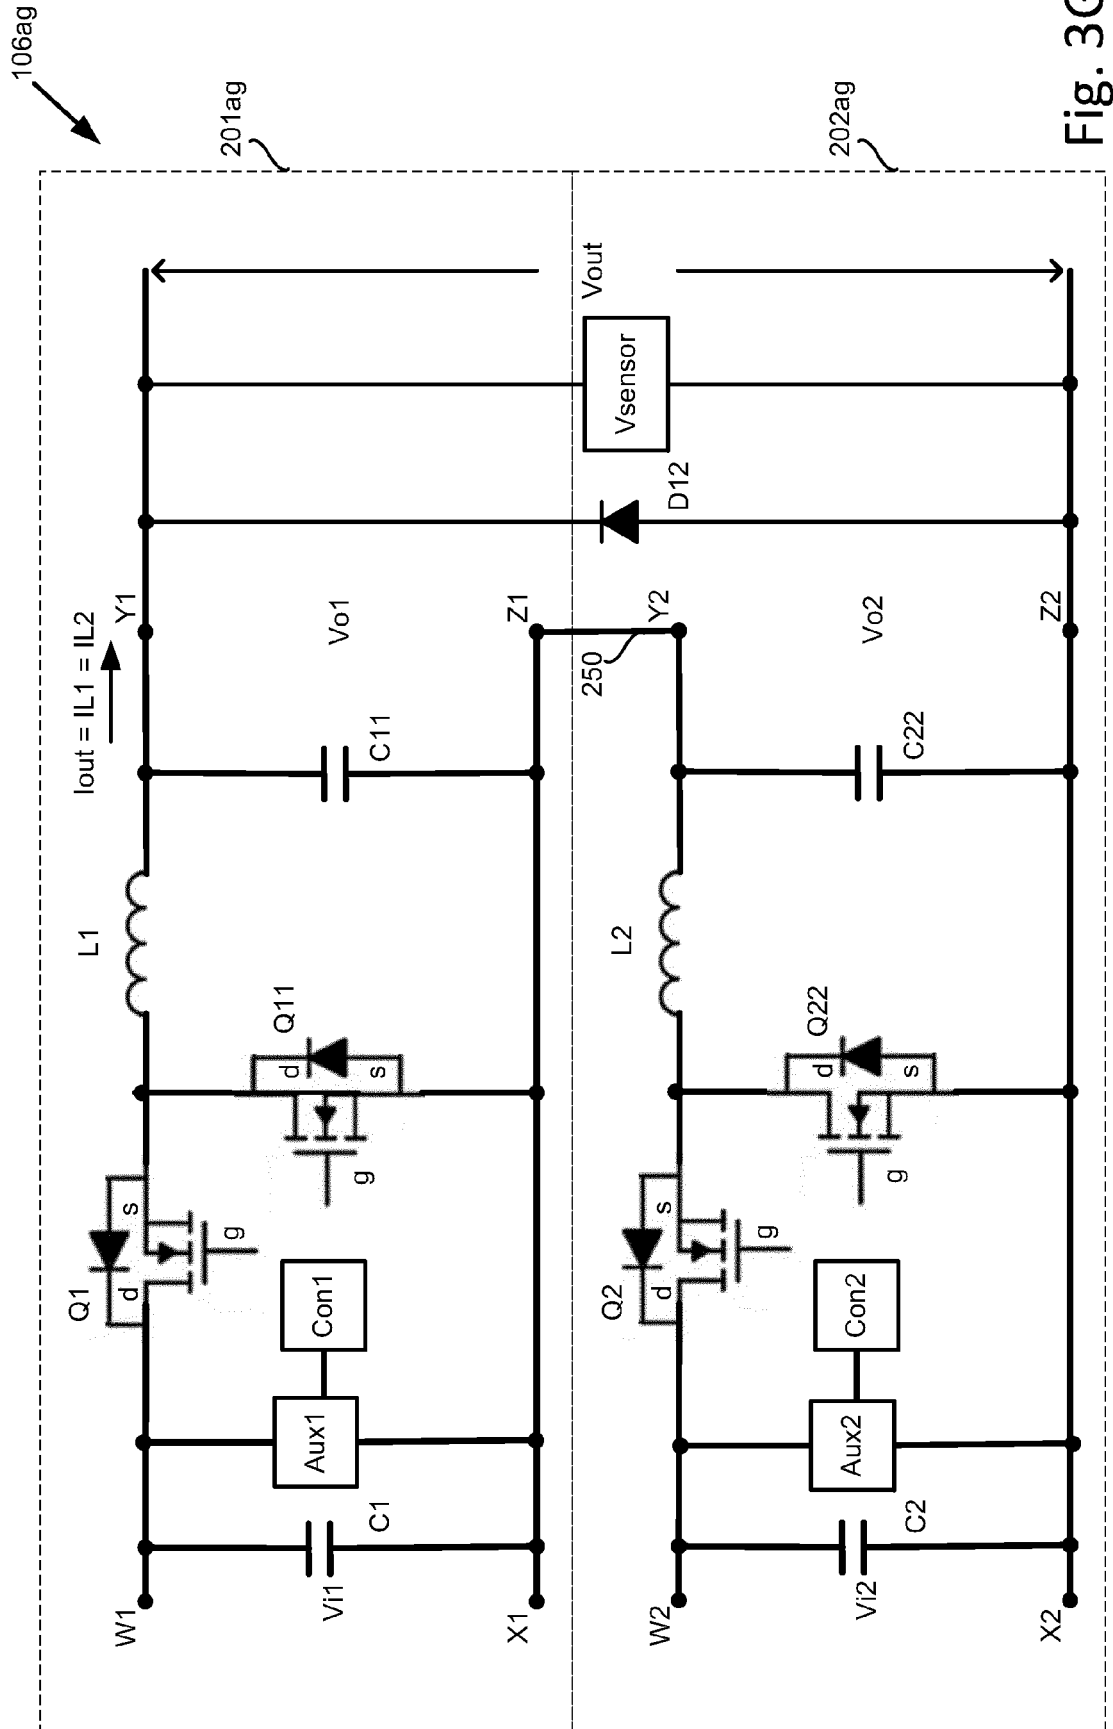 106ag
201ag
Iout = IL1 = IL2
W1
Q1
d
s
g
L1
Y1
Vi1
C1
Aux1
Con1
Q11
d
s
g
C11
Vo1
X1
Z1
250
Vout
Vsensor
D12
202ag
W2
Q2
d
s
g
L2
Y2
Vi2
C2
Aux2
Con2
Q22
d
s
g
C22
Vo2
X2
Z2
Fig. 3G